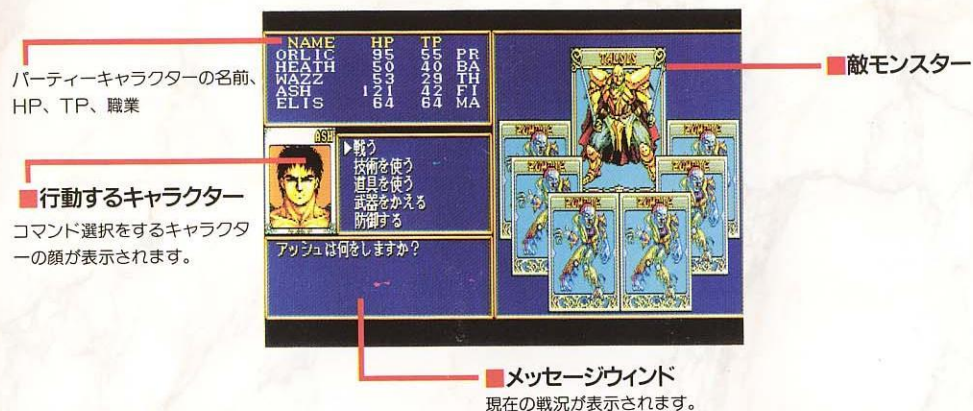 パーティーキャラクターの名前、
HP、TP、職業
■行動するキャラクター
コマンド選択をするキャラクタ
ーの顔が表示されます。
NAME HP TP
ORLIC 95 55 PR
HEATH 50 40 BA
WAZZ 53 29 TH
ASH 121 42 FI
ELIS 64 64 MA
ASH
▶戦う
技術を使う
道具を使う
武器をかえる
防御する
アッシュは何をしますか?
TALSUS
ZOMBIE
ZOMBIE
ZOMBIE
ZOMBIE
ZOMBIE
ZOMBIE
■敵モンスター
■メッセージウィンド
現在の戦況が表示されます。